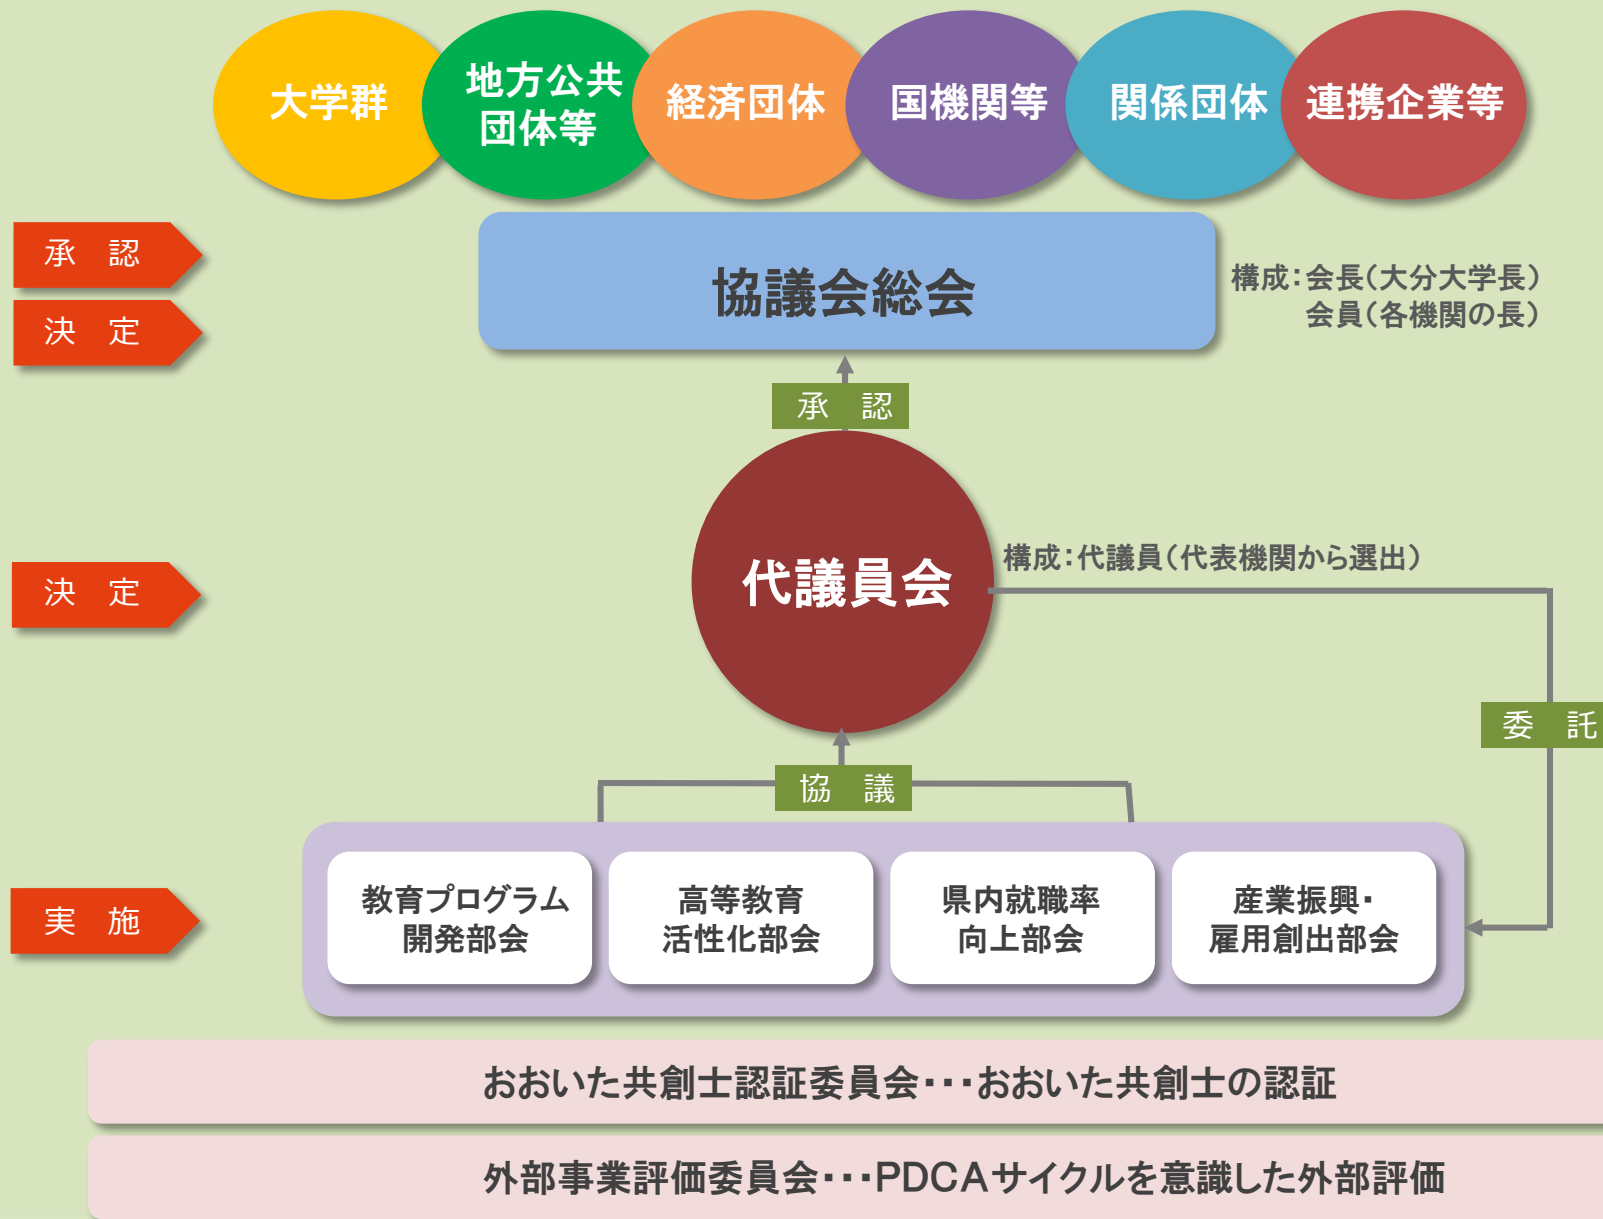 大学群
地方公共
団体等
経済団体
国機関等
関係団体
連携企業等
承　認
決　定
協議会総会
構成：会長（大分大学長）
会員（各機関の長）
承　認
決　定
代議員会
構成：代議員（代表機関から選出）
委　託
協　議
実　施
教育プログラム
開発部会
高等教育
活性化部会
県内就職率
向上部会
産業振興・
雇用創出部会
おおいた共創士認証委員会・・・おおいた共創士の認証
外部事業評価委員会・・・PDCAサイクルを意識した外部評価